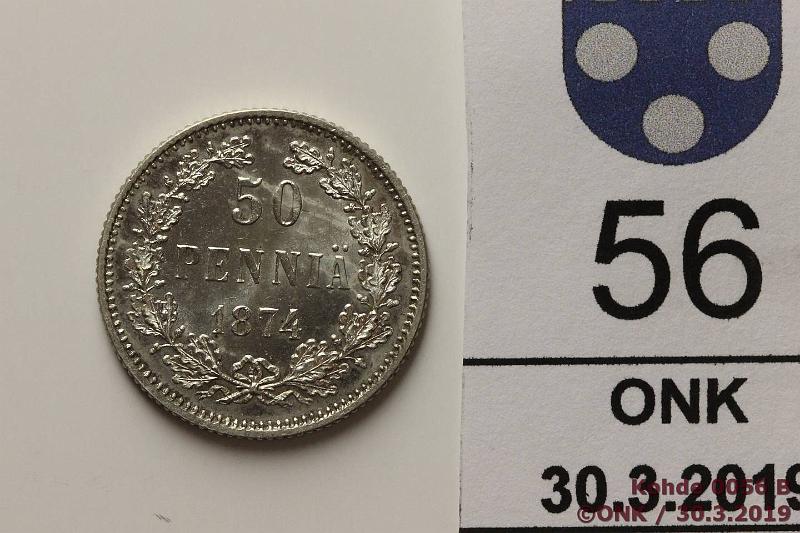 50
PENNIÄ
1874
56
ONK
30.3.2019
Kohde 0056 B
©ONK / 30.3.2019